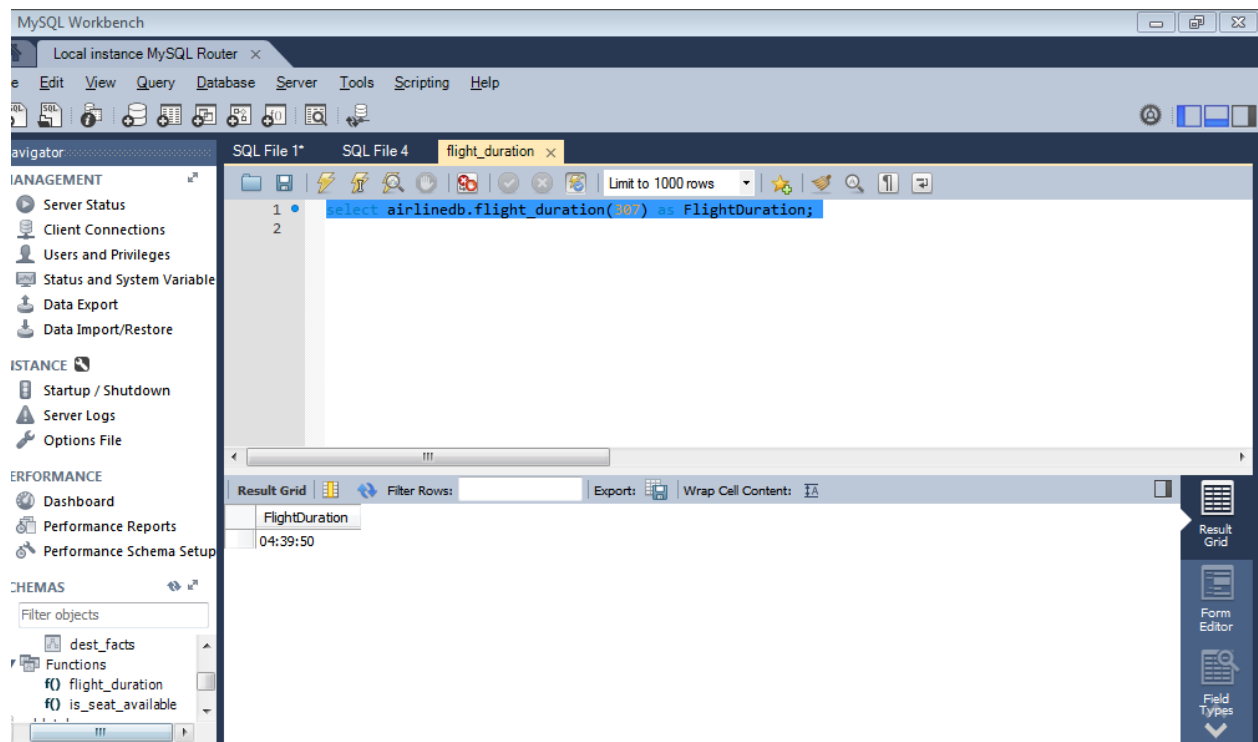 MySQL Workbench
Local instance MySQL Router
e Edit View Query Database Server Tools Scripting Help
avigator
SQL File 1* SQL File 4 flight_duration
IANAGEMENT
Server Status
Client Connections
Users and Privileges
Status and System Variable
Data Export
Data Import/Restore
ISTANCE
Startup / Shutdown
Server Logs
Options File
ERFORMANCE
Dashboard
Performance Reports
Performance Schema Setup
CHEMAS
Filter objects
dest_facts
Functions
f() flight_duration
f() is_seat_available
Limit to 1000 rows
1 select airlinedb.flight_duration(307) as FlightDuration;
2
Result Grid Filter Rows: Export: Wrap Cell Content: IA
FlightDuration
04:39:50
Result
Grid
Form
Editor
Field
Types